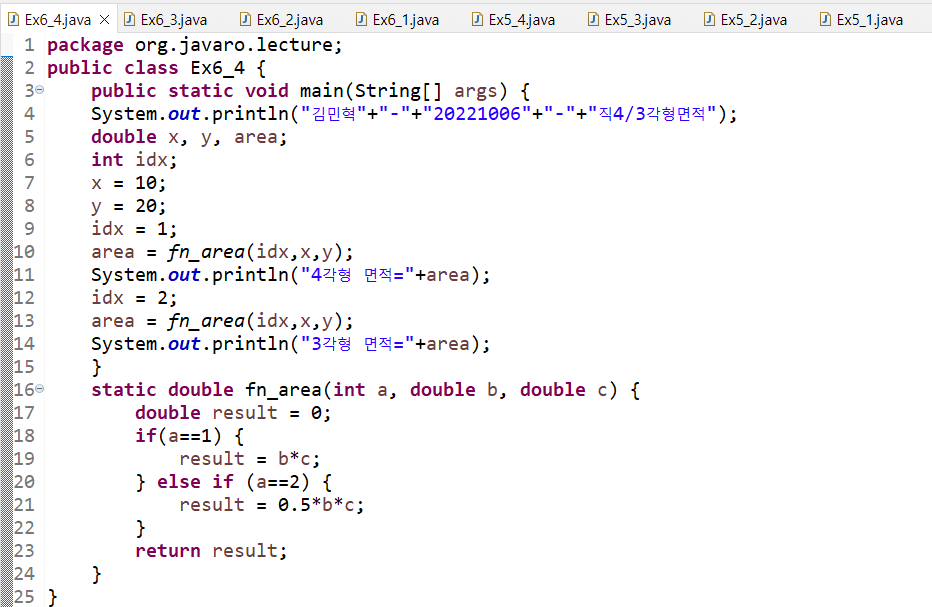 Ex6_4.java Ex6_3.java Ex6_2.java Ex6_1.java Ex5_4.java Ex5_3.java Ex5_2.java Ex5_1.java
1 package org.javaro.lecture;
2 public class Ex6_4 {
3 public static void main(String[] args) {
4 System.out.println("김민혁"+"-"+"20221006"+"-"+"직4/3각형면적");
5 double x, y, area;
6 int idx;
7 x = 10;
8 y = 20;
9 idx = 1;
10 area = fn_area(idx,x,y);
11 System.out.println("4각형 면적="+area);
12 idx = 2;
13 area = fn_area(idx,x,y);
14 System.out.println("3각형 면적="+area);
15 }
16 static double fn_area(int a, double b, double c) {
17 double result = 0;
18 if(a==1) {
19 result = b*c;
20 } else if (a==2) {
21 result = 0.5*b*c;
22 }
23 return result;
24 }
25 }